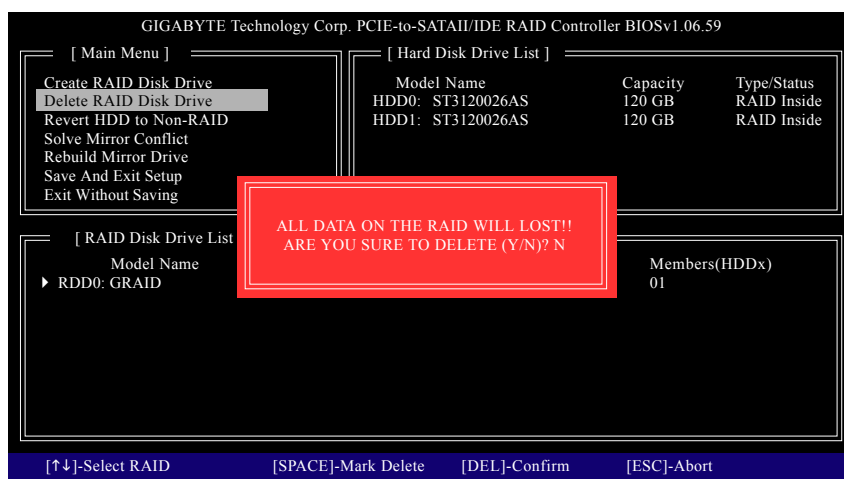 GIGABYTE Technology Corp. PCIE-to-SATAII/IDE RAID Controller BIOSv1.06.59
[ Main Menu ]
Create RAID Disk Drive
Delete RAID Disk Drive
Revert HDD to Non-RAID
Solve Mirror Conflict
Rebuild Mirror Drive
Save And Exit Setup
Exit Without Saving
[ Hard Disk Drive List ]
Model Name Capacity Type/Status
HDD0: ST3120026AS 120 GB RAID Inside
HDD1: ST3120026AS 120 GB RAID Inside
ALL DATA ON THE RAID WILL LOST!!
ARE YOU SURE TO DELETE (Y/N)? N
[ RAID Disk Drive List
Model Name Members(HDDx)
RDD0: GRAID 01
[↑↓]-Select RAID [SPACE]-Mark Delete [DEL]-Confirm [ESC]-Abort